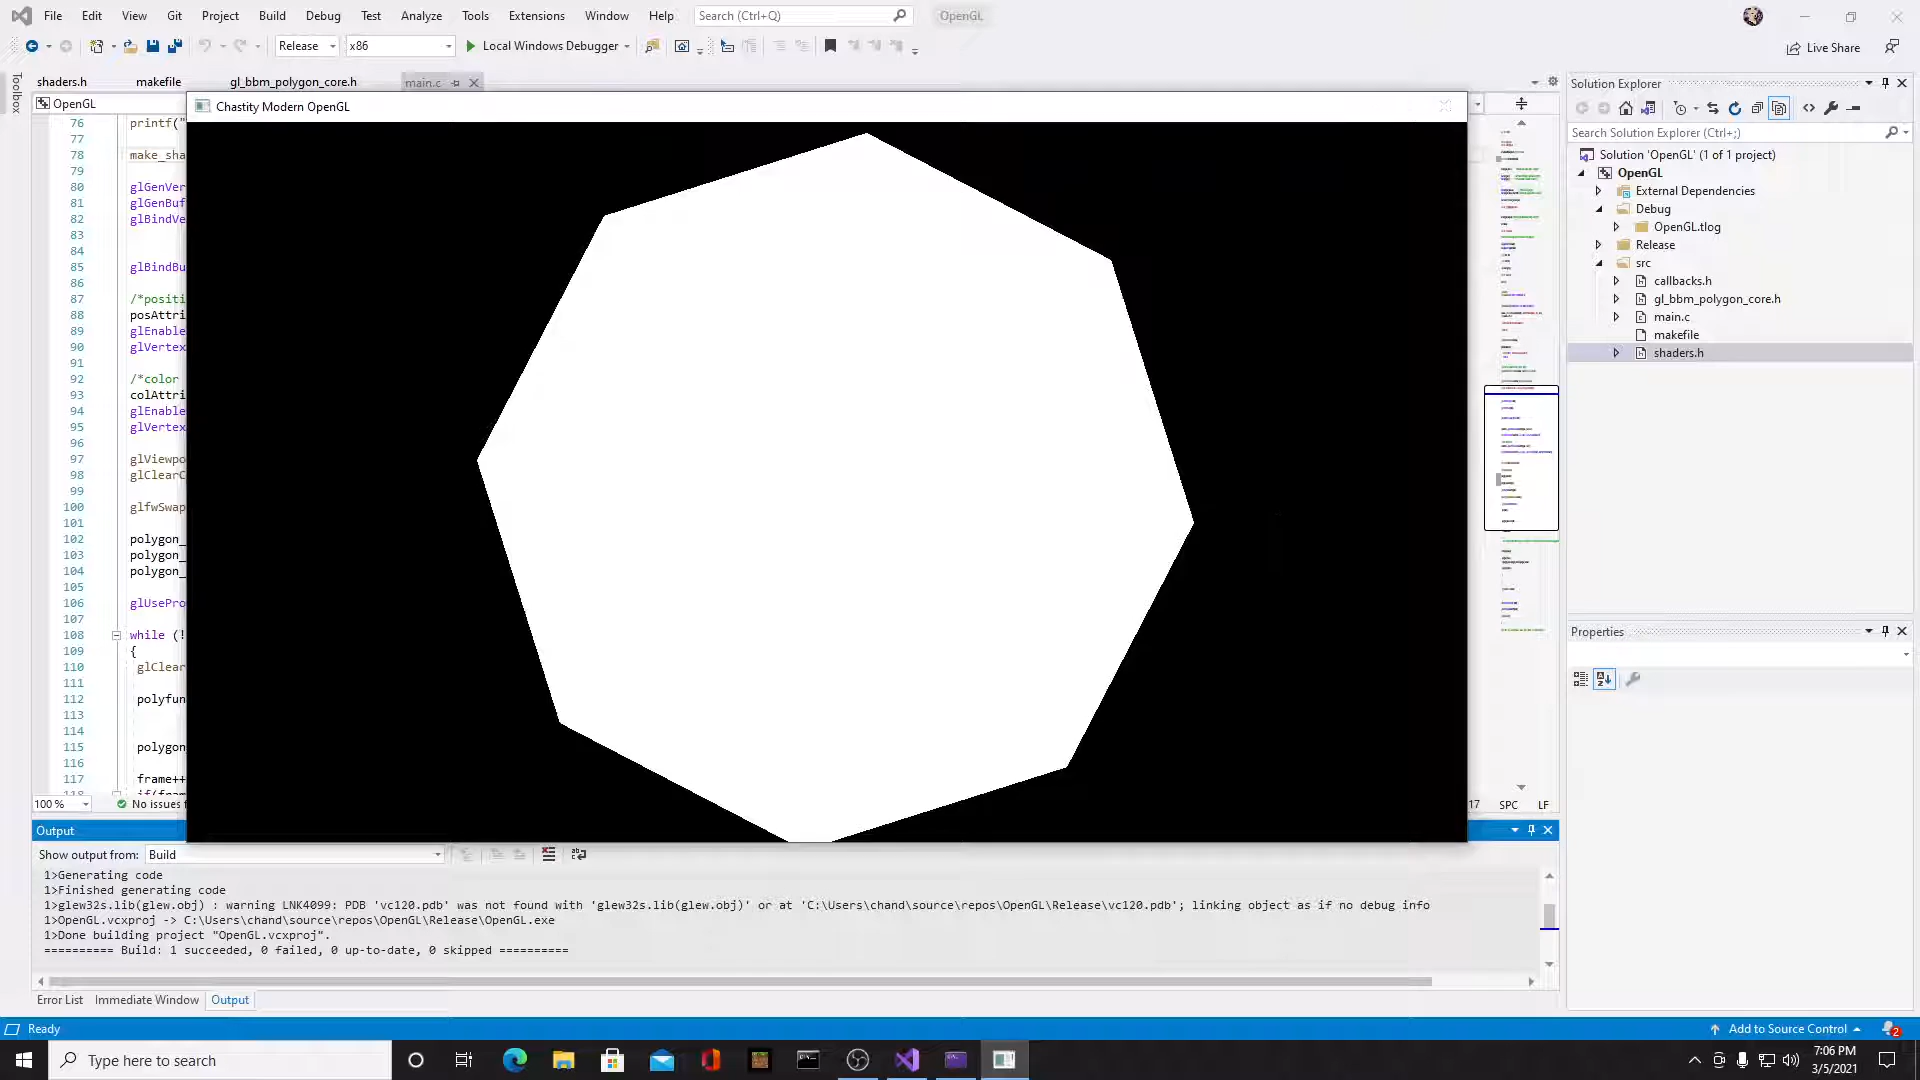 File Edit View Git Project Build Debug Test Analyze Tools Extensions Window Help Search (Ctrl+Q) OpenGL
Release x86 Local Windows Debugger Live Share
Toolbox
shaders.h makefile gl_bbm_polygon_core.h main.c
OpenGL
Chastity Modern OpenGL
76 printf("
77
78 make_sha
79
80 glGenVer
81 glGenBuf
82 glBindVe
83
84
85 glBindBu
86
87 /*positi
88 posAttri
89 glEnable
90 glVertex
91
92 /*color
93 colAttri
94 glEnable
95 glVertex
96
97 glViewpo
98 glClearC
99
100 glfwSwap
101
102 polygon_
103 polygon_
104 polygon_
105
106 glUsePro
107
108 while (!
109 {
110 glClear
111
112 polyfun
113
114
115 polygon
116
117 frame++
118 if(fram
100 % No issues f 17 SPC LF
Solution Explorer
Search Solution Explorer (Ctrl+;)
Solution 'OpenGL' (1 of 1 project)
OpenGL
External Dependencies
Debug
OpenGL.tlog
Release
src
callbacks.h
gl_bbm_polygon_core.h
main.c
makefile
shaders.h
Properties
Output
Show output from: Build
1>Generating code
1>Finished generating code
1>glew32s.lib(glew.obj) : warning LNK4099: PDB 'vc120.pdb' was not found with 'glew32s.lib(glew.obj)' or at 'C:\Users\chand\source\repos\OpenGL\Release\vc120.pdb'; linking object as if no debug info
1>OpenGL.vcxproj -> C:\Users\chand\source\repos\OpenGL\Release\OpenGL.exe
1>Done building project "OpenGL.vcxproj".
========== Build: 1 succeeded, 0 failed, 0 up-to-date, 0 skipped ==========
Error List Immediate Window Output
Ready Add to Source Control 2
Type here to search
7:06 PM
3/5/2021